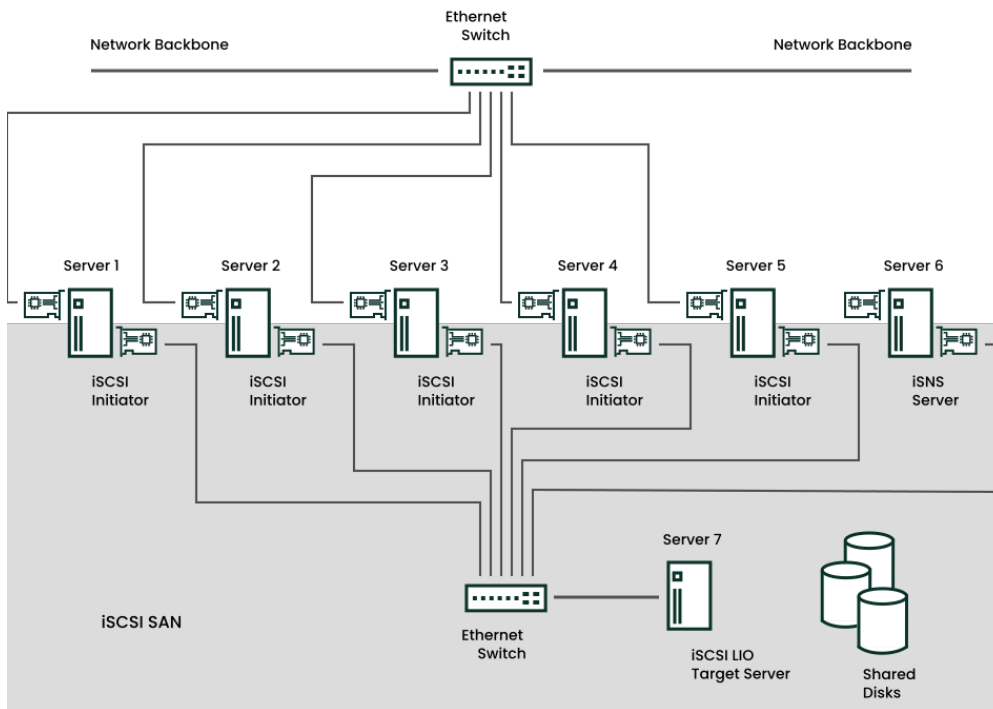 Ethernet
Switch
Network Backbone
Network Backbone
Server 1
Server 2
Server 3
Server 4
Server 5
Server 6
iSCSI
Initiator
iSCSI
Initiator
iSCSI
Initiator
iSCSI
Initiator
iSCSI
Initiator
iSNS
Server
Server 7
iSCSI SAN
Ethernet
Switch
iSCSI LIO
Target Server
Shared
Disks